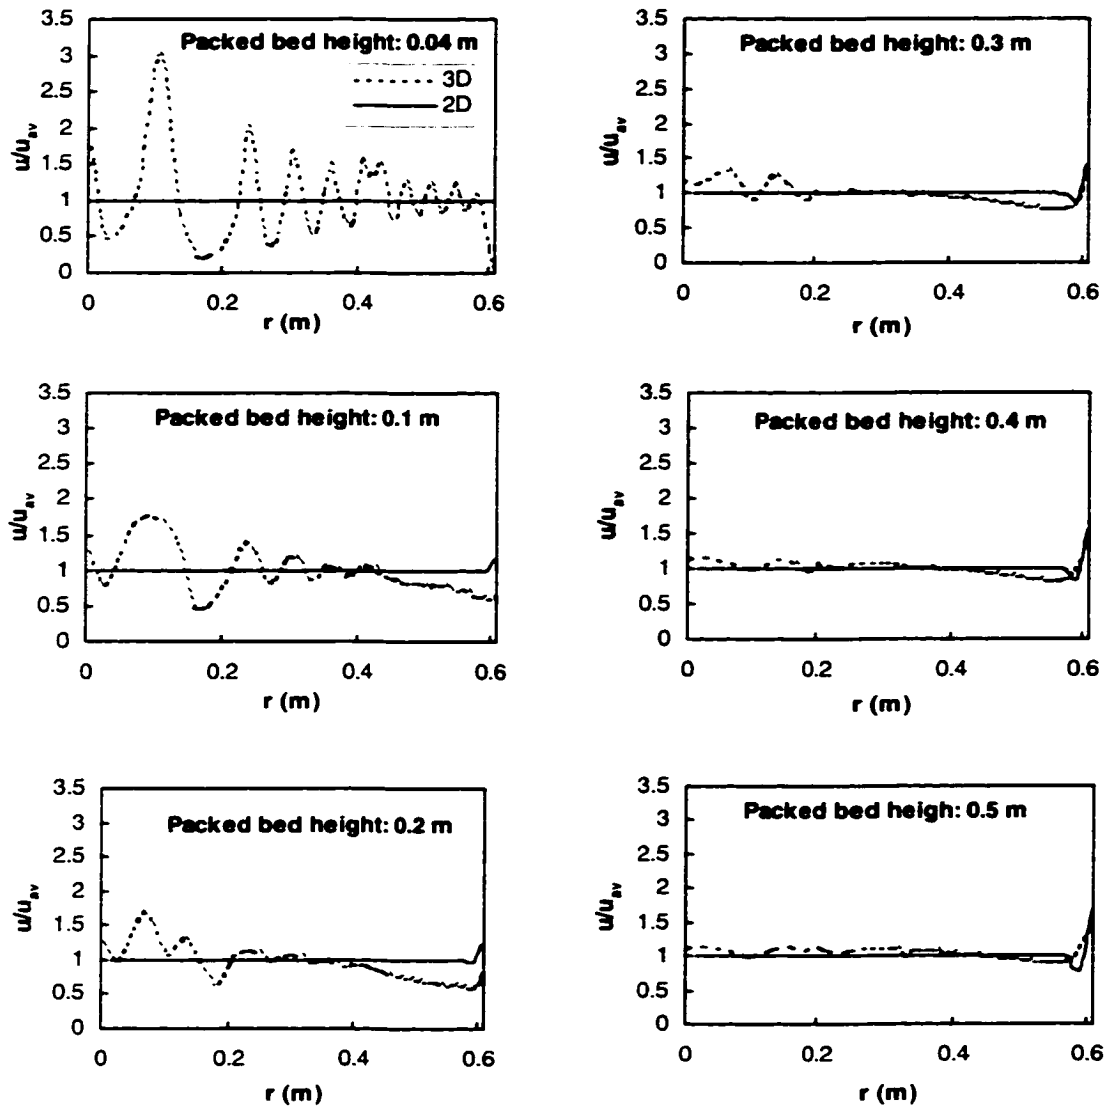 3.5
3
2.5
2
1.5
1
0.5
0
u/uav
Packed bed height: 0.04 m
3D
2D
0 0.2 0.4 0.6
r (m)
3.5
3
2.5
2
1.5
1
0.5
0
u/uav
Packed bed height: 0.3 m
0 0.2 0.4 0.6
r (m)
3.5
3
2.5
2
1.5
1
0.5
0
u/uav
Packed bed height: 0.1 m
0 0.2 0.4 0.6
r (m)
3.5
3
2.5
2
1.5
1
0.5
0
u/uav
Packed bed height: 0.4 m
0 0.2 0.4 0.6
r (m)
3.5
3
2.5
2
1.5
1
0.5
0
u/uav
Packed bed height: 0.2 m
0 0.2 0.4 0.6
r (m)
3.5
3
2.5
2
1.5
1
0.5
0
u/uav
Packed bed heigh: 0.5 m
0 0.2 0.4 0.6
r (m)